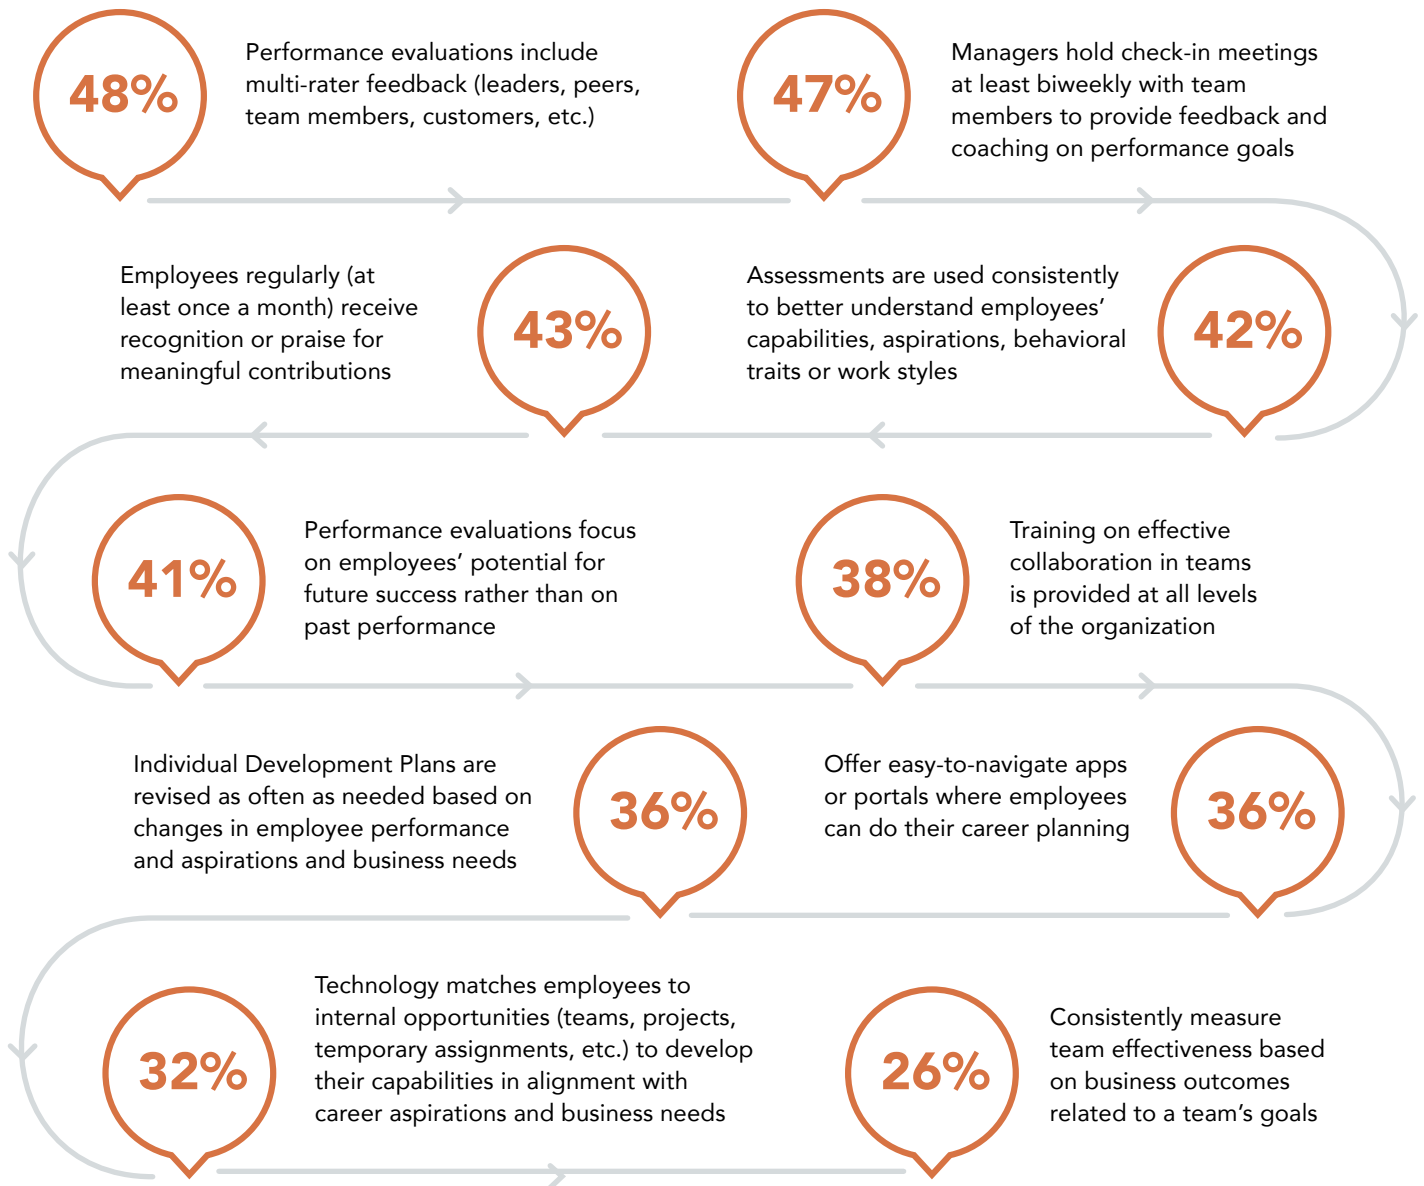 48%
Performance evaluations include
multi-rater feedback (leaders, peers,
team members, customers, etc.)
47%
Managers hold check-in meetings
at least biweekly with team
members to provide feedback and
coaching on performance goals
Employees regularly (at
least once a month) receive
recognition or praise for
meaningful contributions
43%
Assessments are used consistently
to better understand employees’
capabilities, aspirations, behavioral
traits or work styles
42%
41%
Performance evaluations focus
on employees’ potential for
future success rather than on
past performance
38%
Training on effective
collaboration in teams
is provided at all levels
of the organization
Individual Development Plans are
revised as often as needed based on
changes in employee performance
and aspirations and business needs
36%
Offer easy-to-navigate apps
or portals where employees
can do their career planning
36%
32%
Technology matches employees to
internal opportunities (teams, projects,
temporary assignments, etc.) to develop
their capabilities in alignment with
career aspirations and business needs
26%
Consistently measure
team effectiveness based
on business outcomes
related to a team’s goals